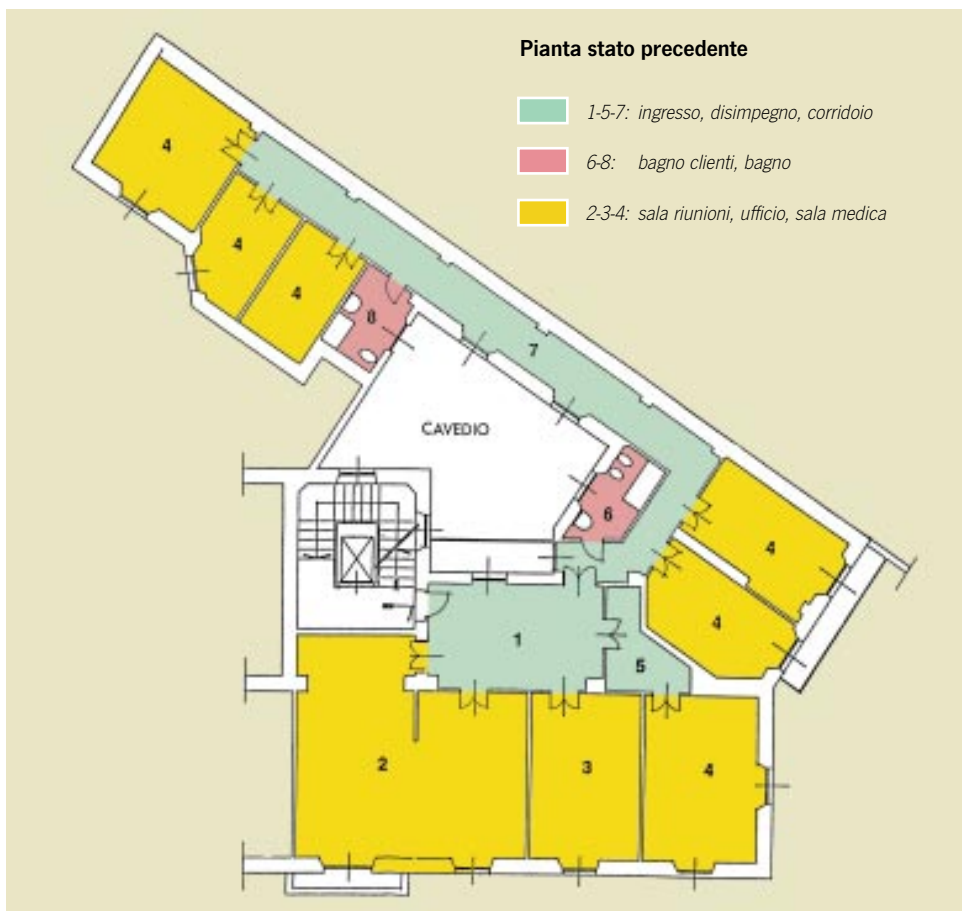 Pianta stato precedente
1-5-7: ingresso, disimpegno, corridoio
6-8: bagno clienti, bagno
2-3-4: sala riunioni, ufficio, sala medica
4
4
4
8
7
CAVEDIO
6
4
4
1
5
2
3
4